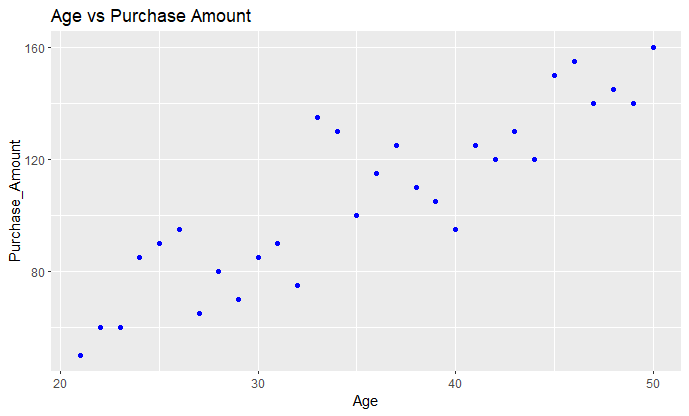 Age vs Purchase Amount
160
120
80
Purchase_Amount
20 30 40 50
Age